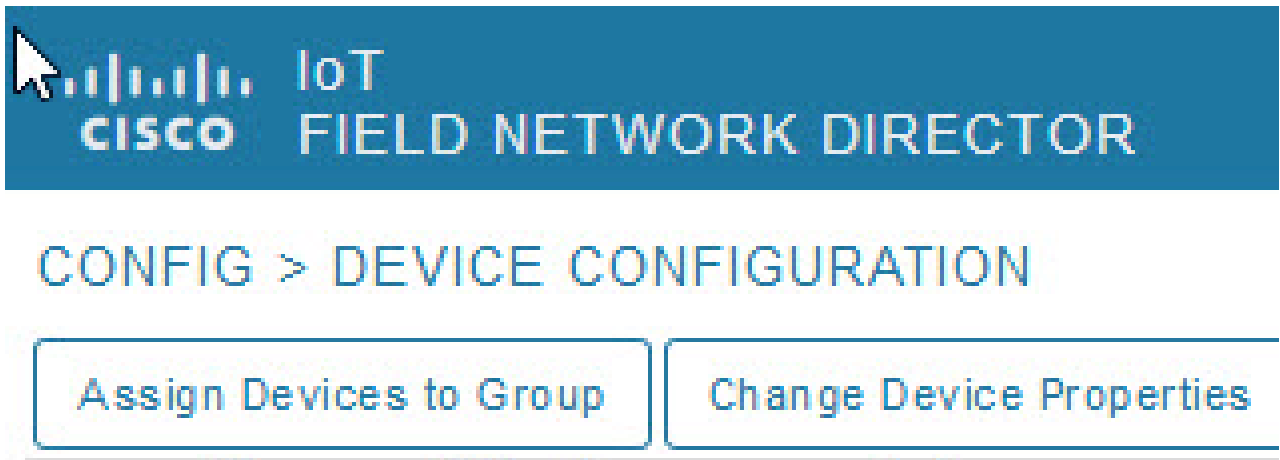 IoT
CISCO FIELD NETWORK DIRECTOR
CONFIG > DEVICE CONFIGURATION
Assign Devices to Group Change Device Properties